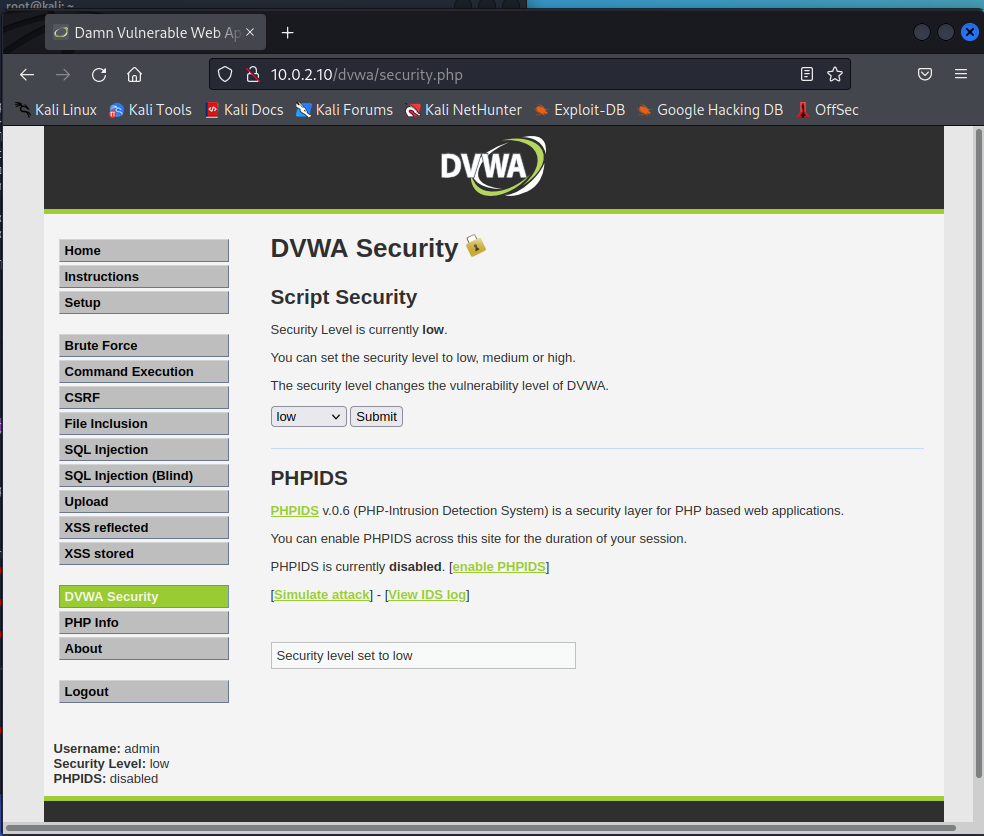 root@kali: ~
Damn Vulnerable Web Ap
10.0.2.10/dvwa/security.php
Kali Linux Kali Tools Kali Docs Kali Forums Kali NetHunter Exploit-DB Google Hacking DB OffSec
DVWA
Home
Instructions
Setup
Brute Force
Command Execution
CSRF
File Inclusion
SQL Injection
SQL Injection (Blind)
Upload
XSS reflected
XSS stored
DVWA Security
PHP Info
About
Logout
DVWA Security
Script Security
Security Level is currently low.
You can set the security level to low, medium or high.
The security level changes the vulnerability level of DVWA.
low Submit
PHPIDS
PHPIDS v.0.6 (PHP-Intrusion Detection System) is a security layer for PHP based web applications.
You can enable PHPIDS across this site for the duration of your session.
PHPIDS is currently disabled. [enable PHPIDS]
[Simulate attack] - [View IDS log]
Security level set to low
Username: admin
Security Level: low
PHPIDS: disabled